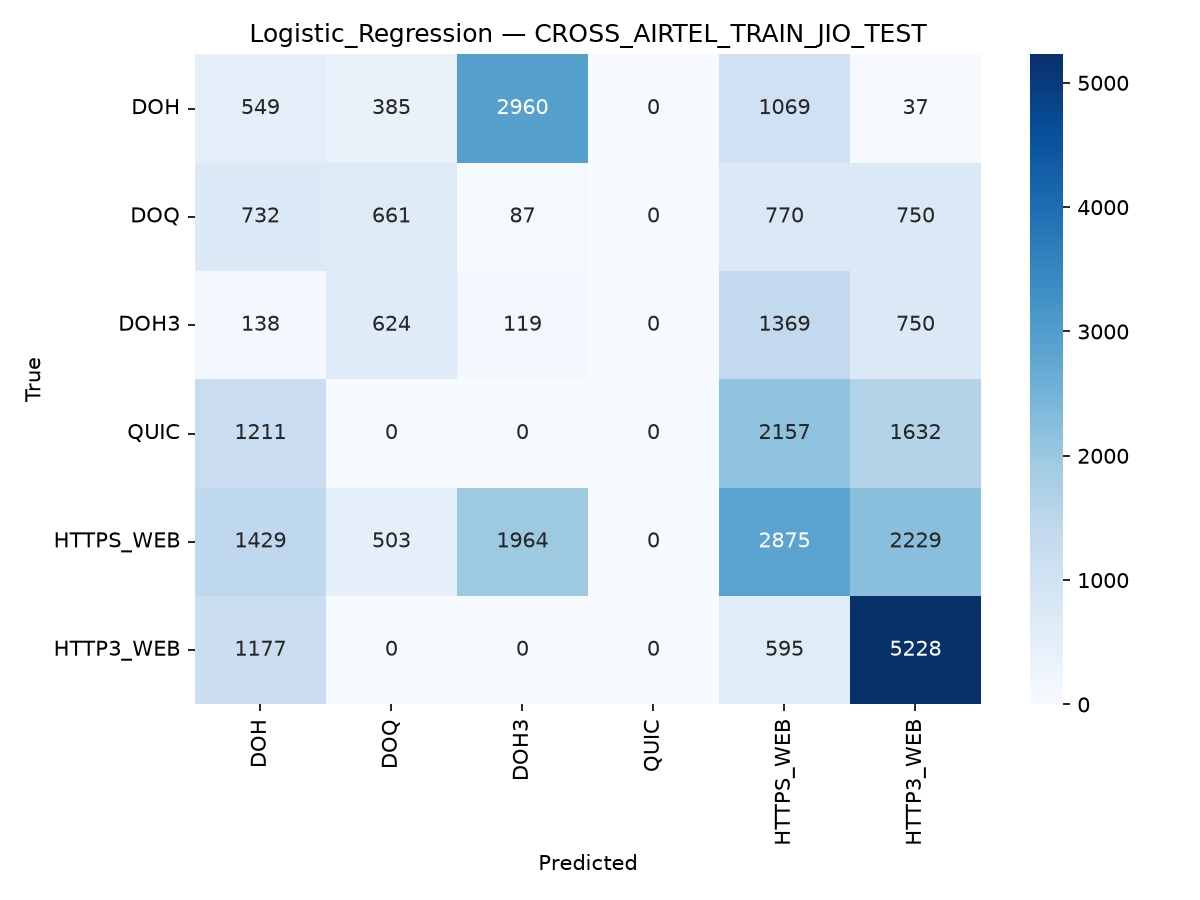 Logistic_Regression — CROSS_AIRTEL_TRAIN_JIO_TEST
DOH 549 385 2960 0 1069 37
DOQ 732 661 87 0 770 750
DOH3 138 624 119 0 1369 750
QUIC 1211 0 0 0 2157 1632
HTTPS_WEB 1429 503 1964 0 2875 2229
HTTP3_WEB 1177 0 0 0 595 5228
True
DOH DOQ DOH3 QUIC HTTPS_WEB HTTP3_WEB
Predicted
5000
4000
3000
2000
1000
0